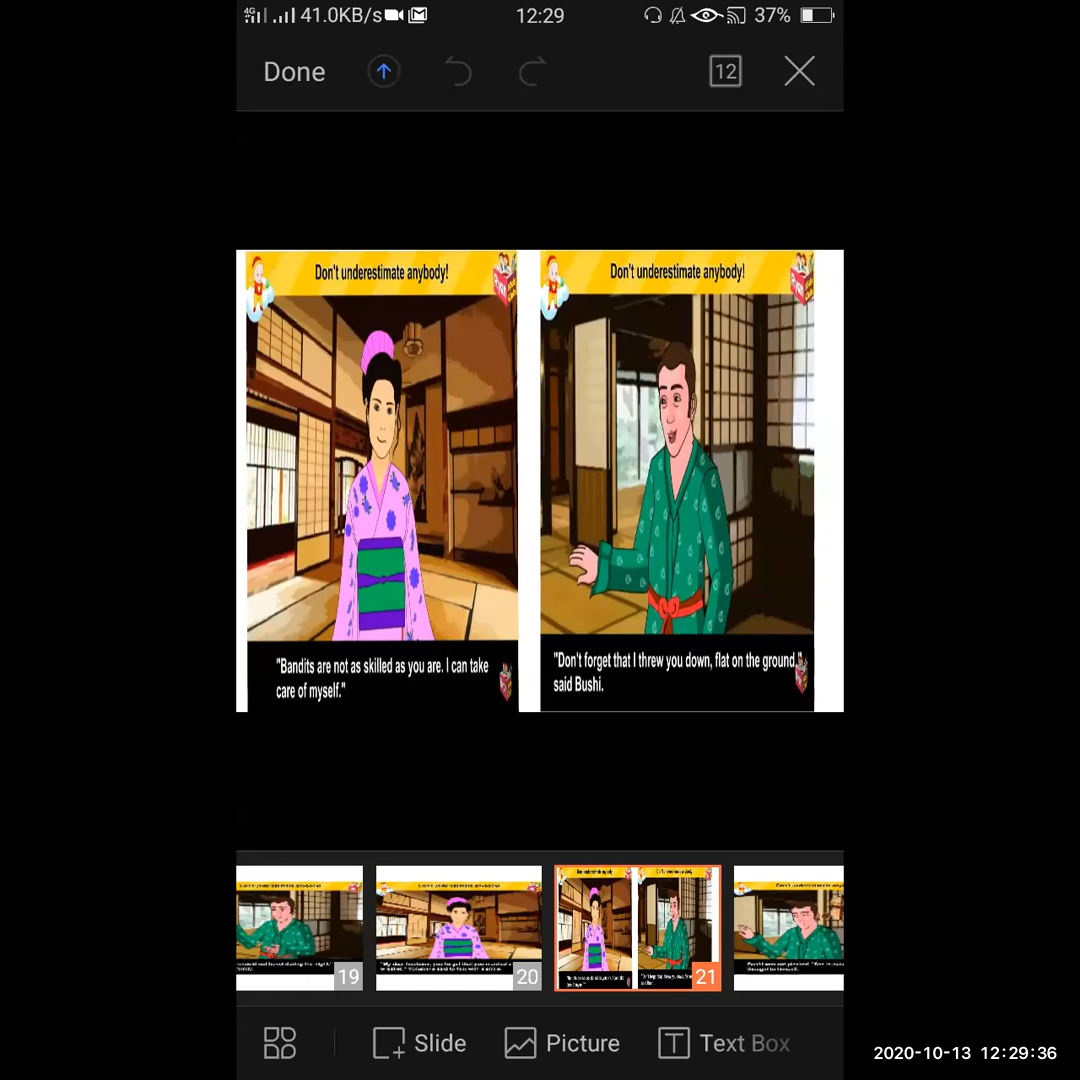 4G 41.0KB/s 12:29 37%
Done 12
Don't underestimate anybody!
"Bandits are not as skilled as you are. I can take
care of myself."
Don't underestimate anybody!
"Don't forget that I threw you down, flat on the ground,"
said Bushi.
19
20
21
Slide Picture Text Box
2020-10-13 12:29:36